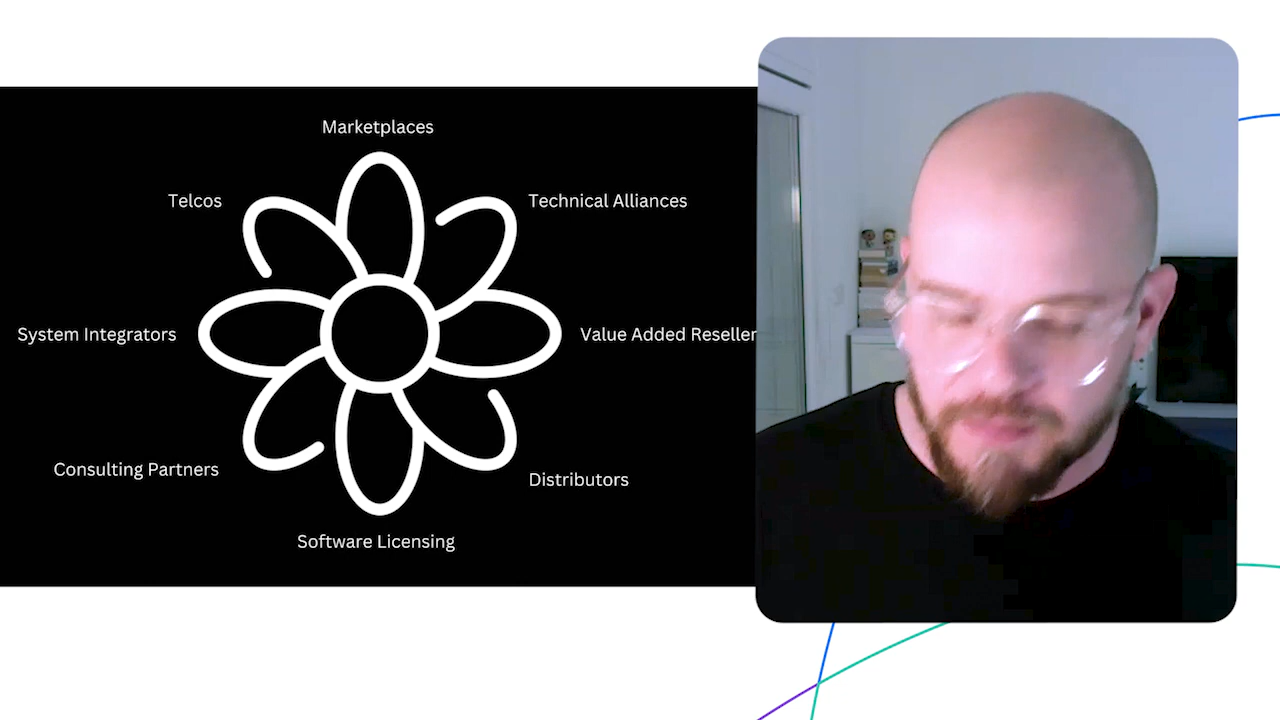 Marketplaces
Telcos
Technical Alliances
System Integrators
Value Added Reseller
Consulting Partners
Distributors
Software Licensing